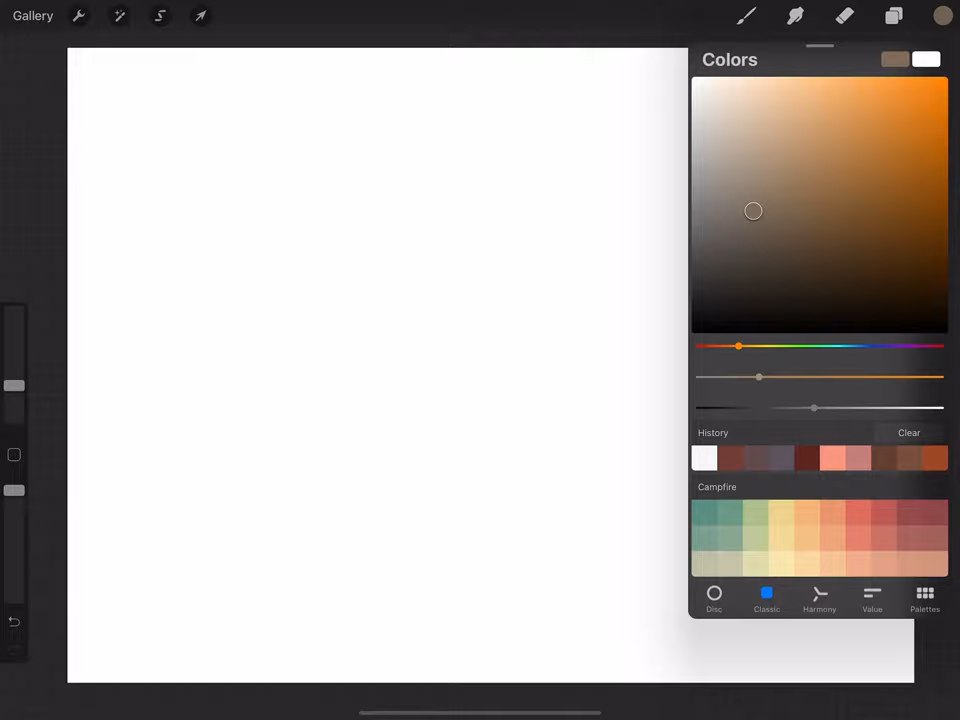 Gallery
Colors
History
Clear
Campfire
Disc
Classic
Harmony
Value
Palettes